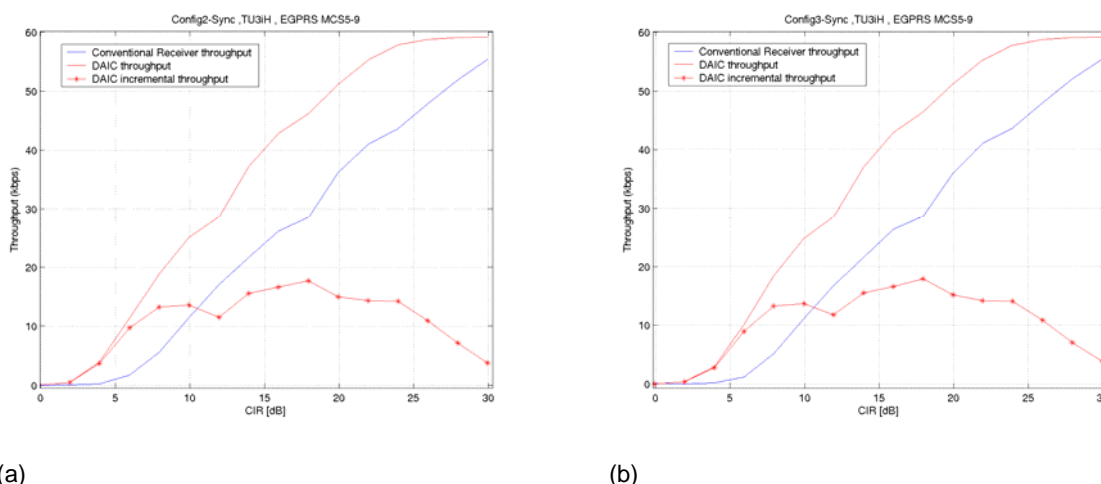 Config2-Sync ,TU3iH , EGPRS MCS5-9
Conventional Receiver throughput
DAIC throughput
DAIC incremental throughput
Throughput (kbps)
60
50
40
30
20
10
0
0 5 10 15 20 25 30
CIR [dB]
(a)
Config3-Sync ,TU3iH , EGPRS MCS5-9
Conventional Receiver throughput
DAIC throughput
DAIC incremental throughput
Throughput (kbps)
60
50
40
30
20
10
0
0 5 10 15 20 25 30
CIR [dB]
(b)